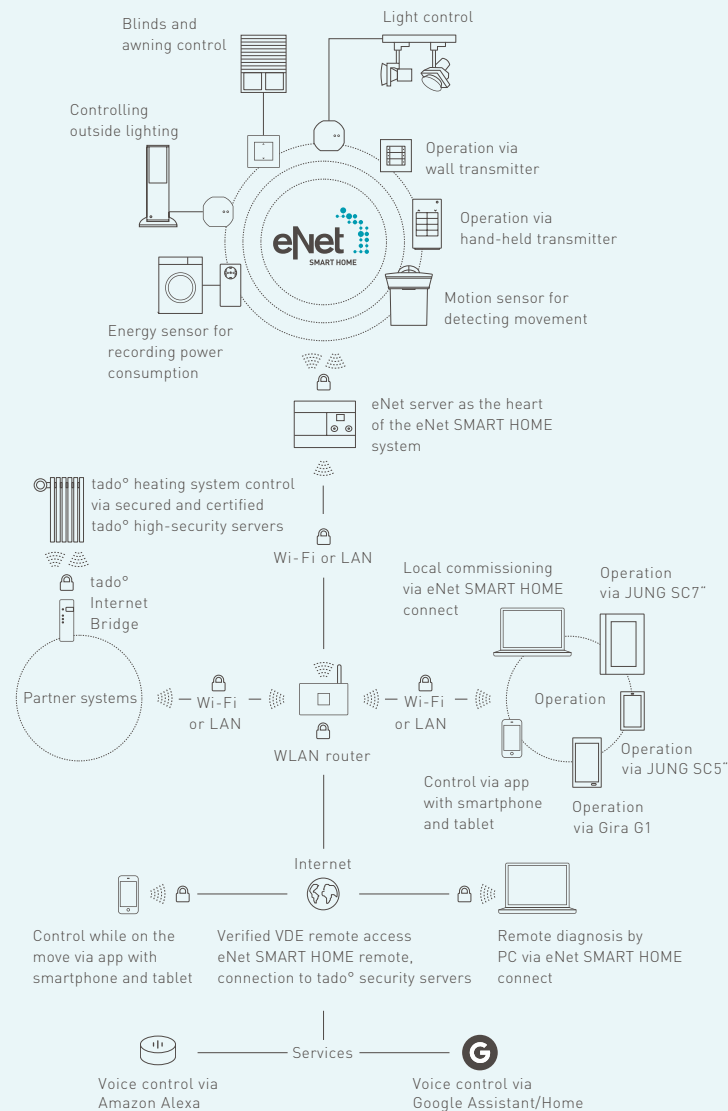 Blinds and
awning control
Light control
Controlling
outside lighting
Operation via
wall transmitter
eNet
SMART HOME
Operation via
hand-held transmitter
Motion sensor for
detecting movement
Energy sensor for
recording power
consumption
eNet server as the heart
of the eNet SMART HOME
system
tado° heating system control
via secured and certified
tado° high-security servers
Wi-Fi or LAN
tado°
Internet
Bridge
Local commissioning
via eNet SMART HOME
connect
Operation
via JUNG SC7"
Partner systems
Wi-Fi
or LAN
Wi-Fi
or LAN
Operation
WLAN router
Operation
via JUNG SC5"
Control via app
with smartphone
and tablet
Operation
via Gira G1
Internet
Control while on the
move via app with
smartphone and tablet
Verified VDE remote access
eNet SMART HOME remote,
connection to tado° security servers
Remote diagnosis by
PC via eNet SMART HOME
connect
Services
G
Voice control via
Amazon Alexa
Voice control via
Google Assistant/Home